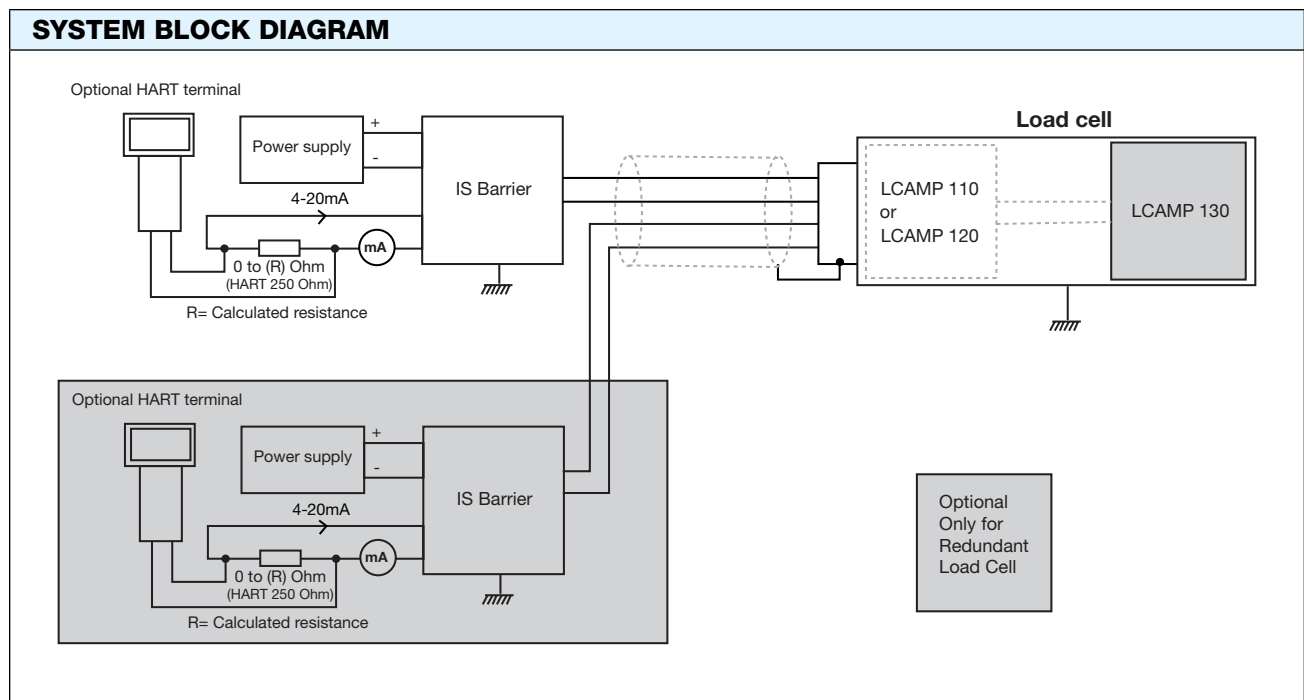 SYSTEM BLOCK DIAGRAM
Optional HART terminal
Power supply
+
-
IS Barrier
4-20mA
mA
0 to (R) Ohm
(HART 250 Ohm)
R= Calculated resistance
Load cell
LCAMP 110
or
LCAMP 120
LCAMP 130
Optional HART terminal
Power supply
+
-
IS Barrier
4-20mA
mA
0 to (R) Ohm
(HART 250 Ohm)
R= Calculated resistance
Optional
Only for
Redundant
Load Cell